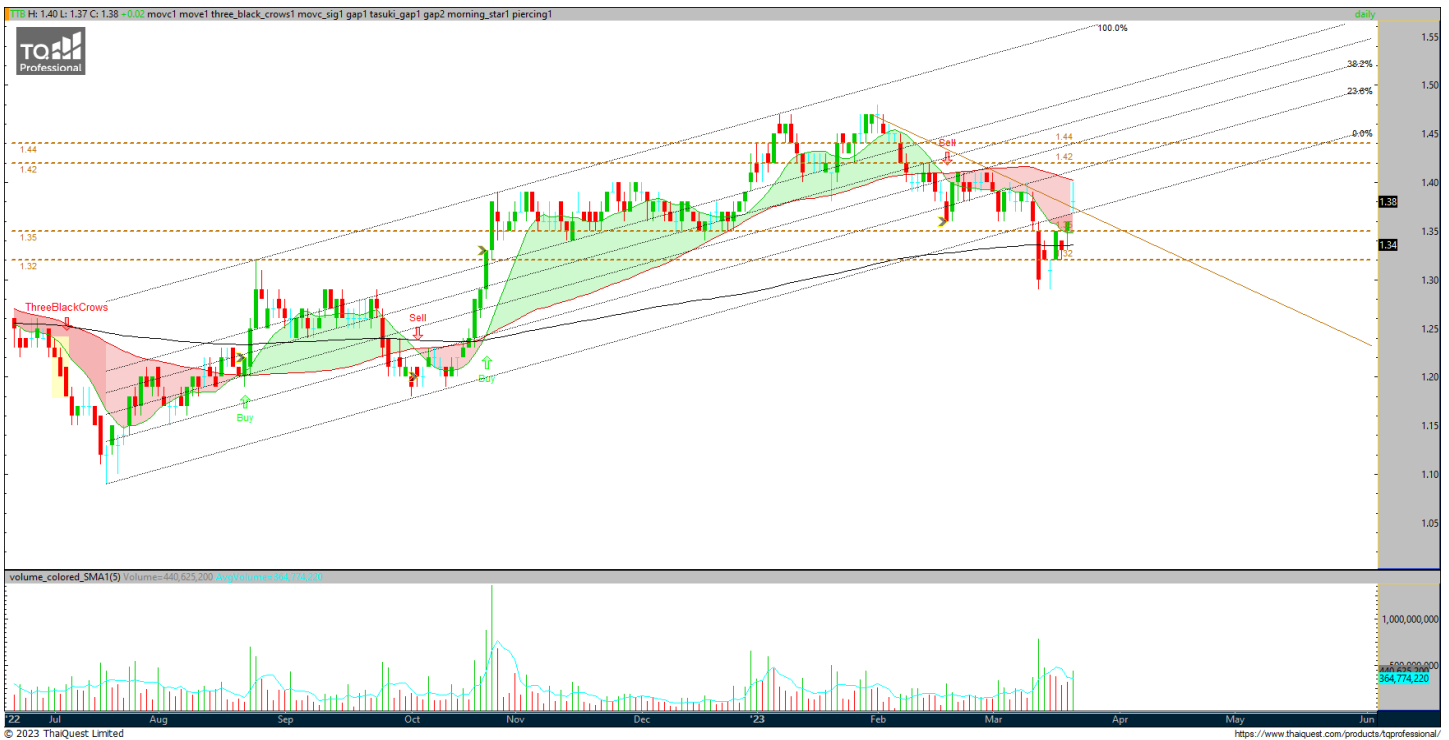 TTB H: 1.40 L: 1.37 C: 1.38 +0.02 movc1 move1 three_black_crows1 movc_sig1 gap1 tasuki_gap1 gap2 morning_star1 piercing1
daily
TQ
Professional
100.0%
38.2%
23.6%
0.0%
1.55
1.50
1.45
1.40
1.38
1.35
1.34
1.30
1.25
1.20
1.15
1.10
1.05
1.44
1.42
1.35
1.32
1.44
1.42
ThreeBlackCrows
Buy
Sell
Buy
Sell
volume_colored_SMA1(5) Volume=440,625,200 AvgVolume=364,774,220
1,000,000,000
364,774,220
'22 Jul Aug Sep Oct Nov Dec '23 Feb Mar Apr May Jun
© 2023 ThaiQuest Limited
https://www.thaiquest.com/products/tqprofessional/